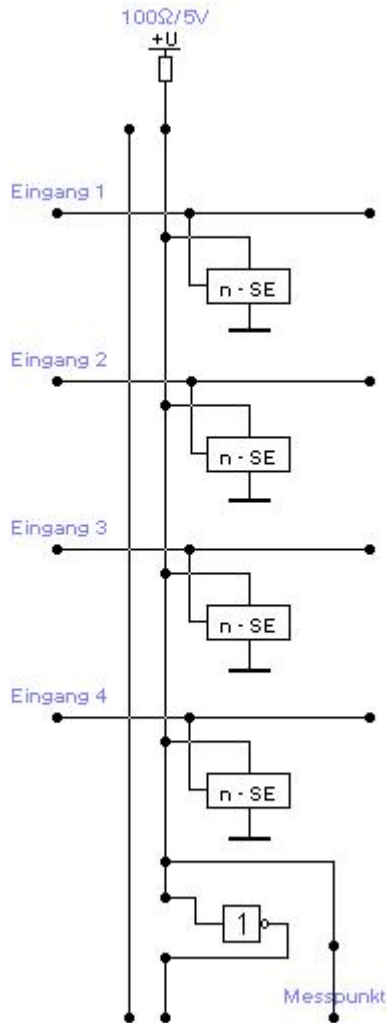 100Ω/5V
+U
Eingang 1
n - SE
Eingang 2
n - SE
Eingang 3
n - SE
Eingang 4
n - SE
1
Messpunkt